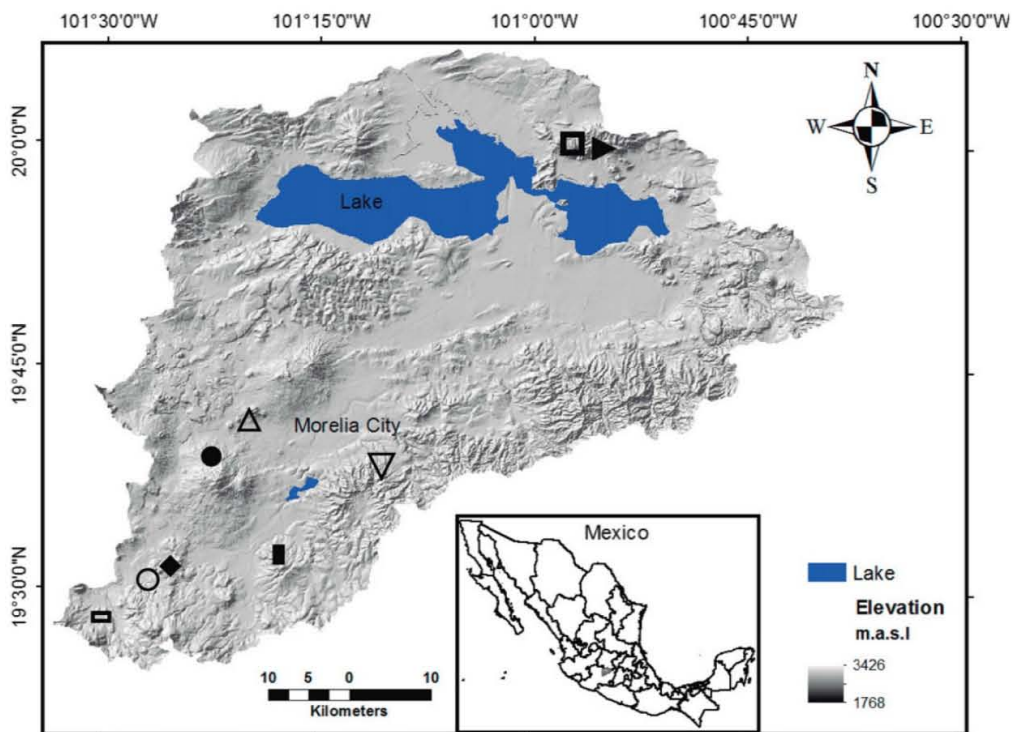 101°30'0"W 101°15'0"W 101°0'0"W 100°45'0"W 100°30'0"W
N
W E
S
20°0'0"N
Lake
19°45'0"N
Morelia City
19°30'0"N
Mexico
Lake
Elevation
m.a.s.l
3426
1768
10 5 0 10
Kilometers